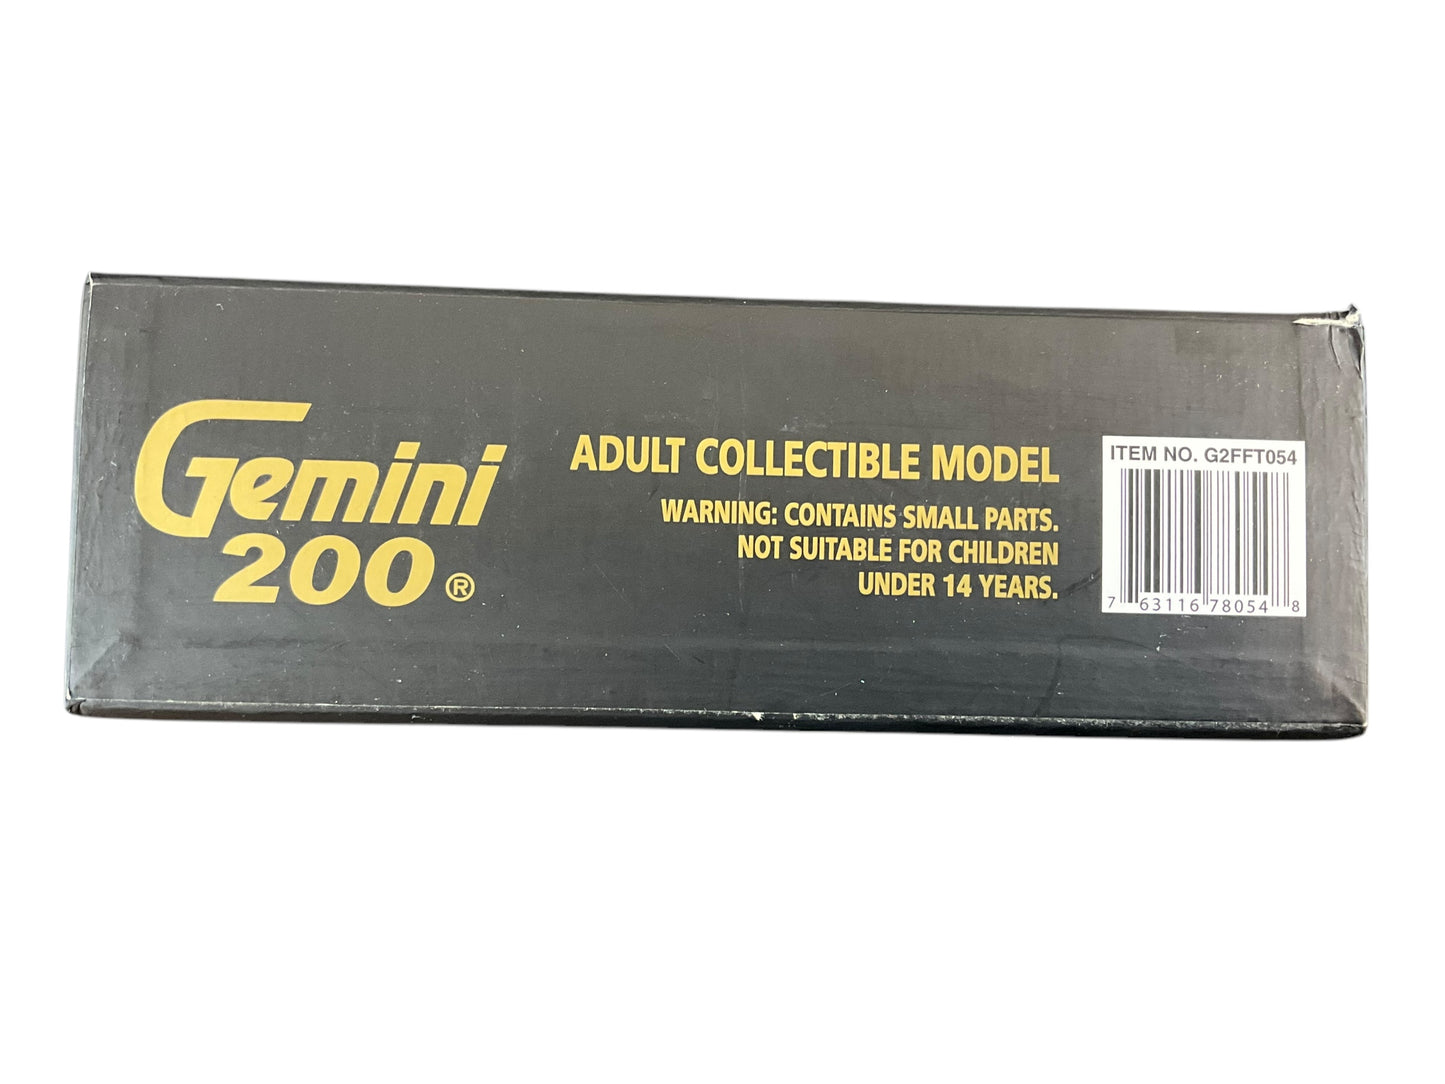 Gemini
200®
ADULT COLLECTIBLE MODEL
WARNING: CONTAINS SMALL PARTS.
NOT SUITABLE FOR CHILDREN
UNDER 14 YEARS.
ITEM NO. G2FFT054
7 63116 78054 8